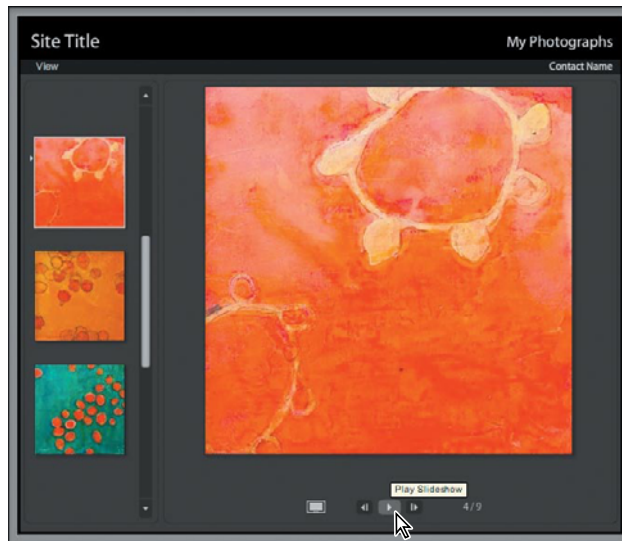 Site Title
My Photographs
View
Contact Name
Play Slideshow
4/9